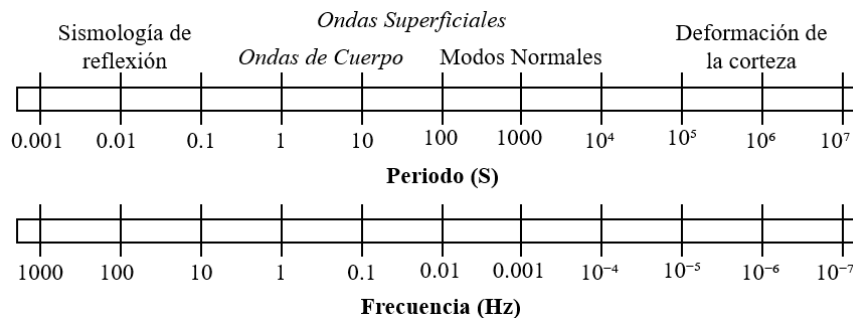 Ondas Superficiales
Sismología de
reflexión
Ondas de Cuerpo
Modos Normales
Deformación de
la corteza
0.001 0.01 0.1 1 10 100 1000 10⁴ 10⁵ 10⁶ 10⁷
Periodo (S)
1000 100 10 1 0.1 0.01 0.001 10⁻⁴ 10⁻⁵ 10⁻⁶ 10⁻⁷
Frecuencia (Hz)